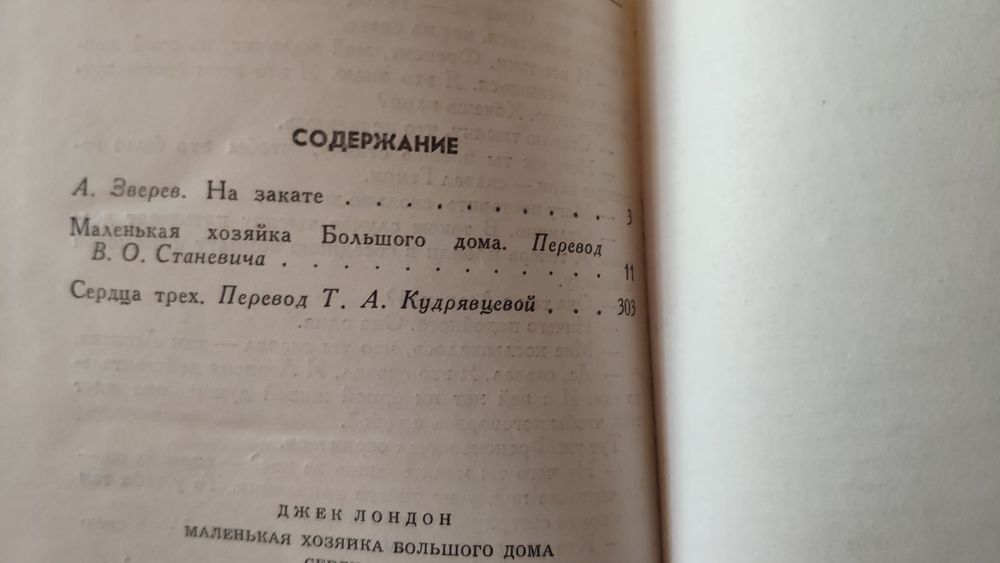 СОДЕРЖАНИЕ
А. Зверев. На закате . . . . . . . . . . 3
Маленькая хозяйка Большого дома. Перевод
В. О. Станевича . . . . . . . . . . . . 11
Сердца трех. Перевод Т. А. Кудрявцевой . . . 303
ДЖЕК ЛОНДОН
МАЛЕНЬКАЯ ХОЗЯЙКА БОЛЬШОГО ДОМА